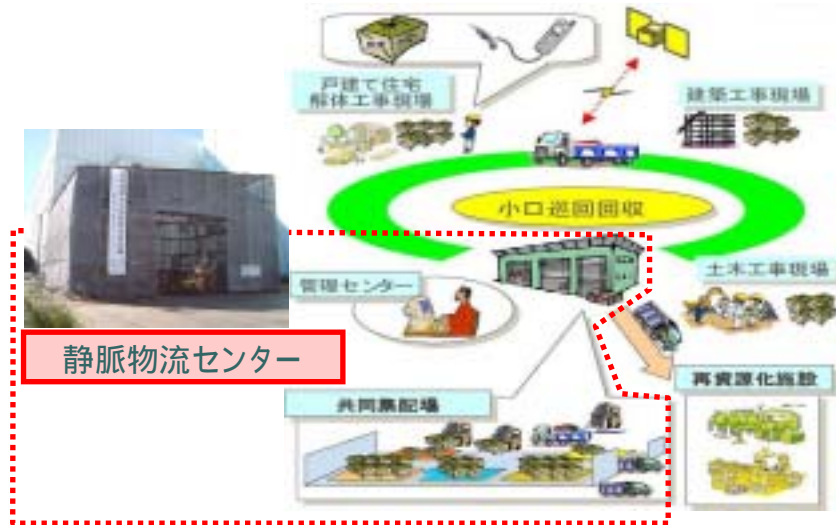 戸建て住宅
解体工事現場
建築工事現場
小口巡回回収
管理センター
土木工事現場
静脈物流センター
再資源化施設
共同集配場